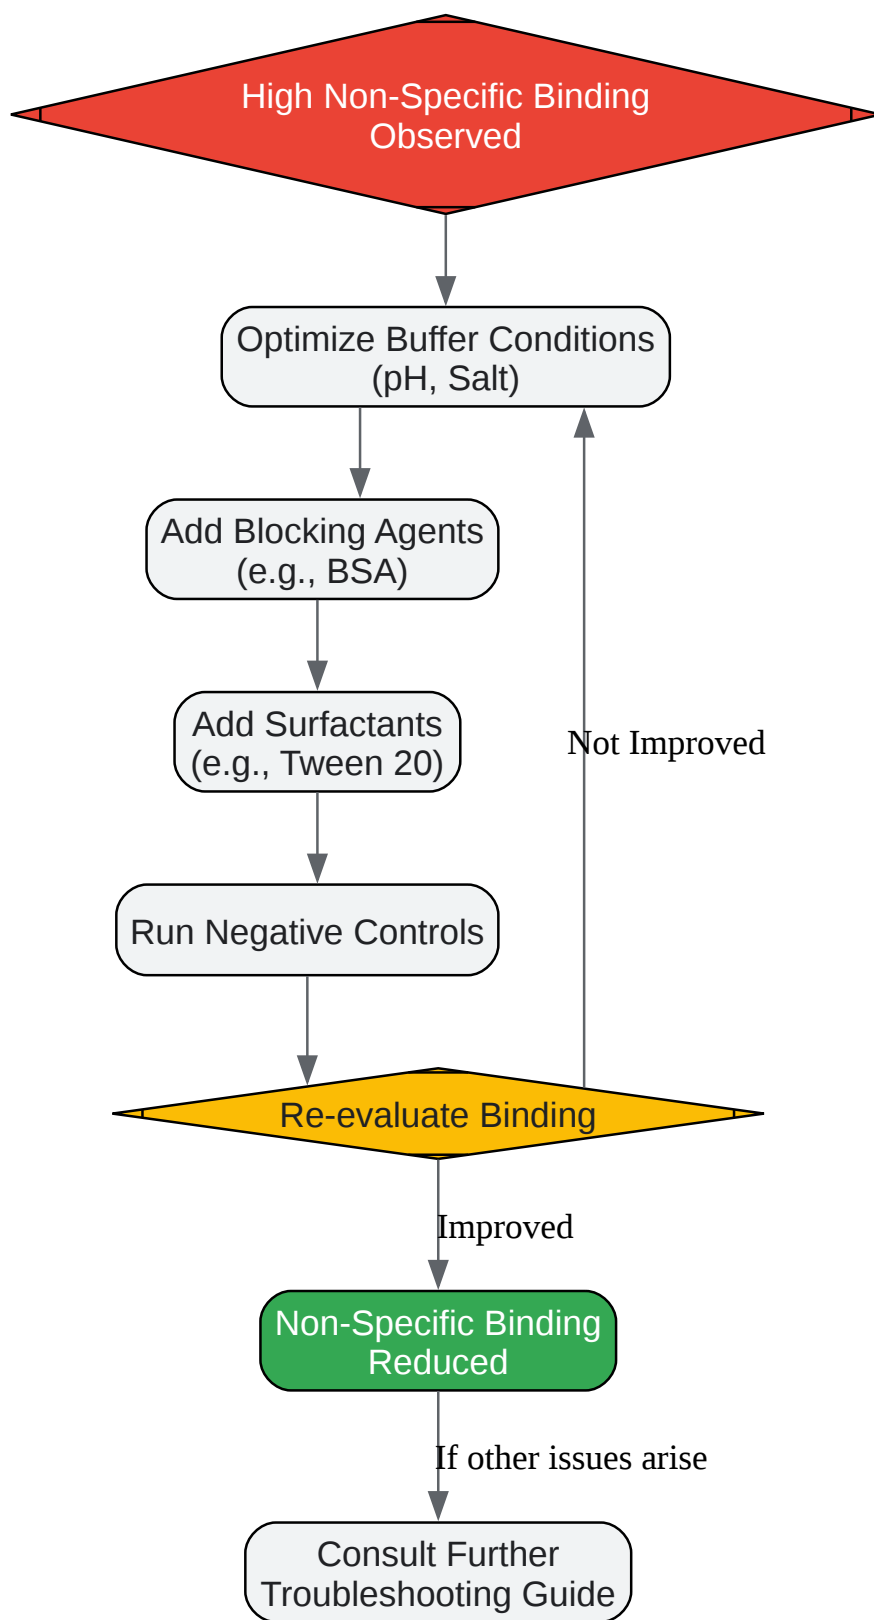 High Non-Specific Binding
Observed
Optimize Buffer Conditions
(pH, Salt)
Add Blocking Agents
(e.g., BSA)
Add Surfactants
(e.g., Tween 20)
Not Improved
Run Negative Controls
Re-evaluate Binding
Improved
Non-Specific Binding
Reduced
If other issues arise
Consult Further
Troubleshooting Guide